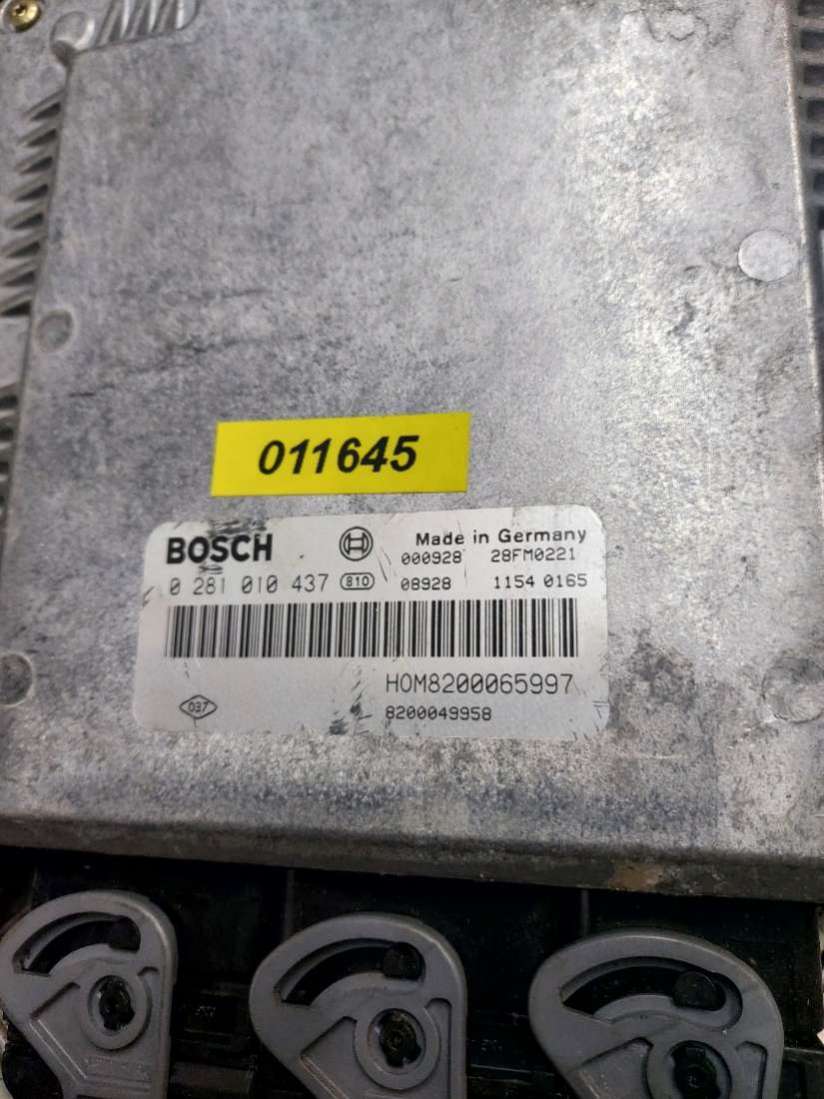 011645
BOSCH
Made in Germany
000928 28FM0221
0 281 010 437 810 08928 1154 0165
HOM8200065997
037
8200049958